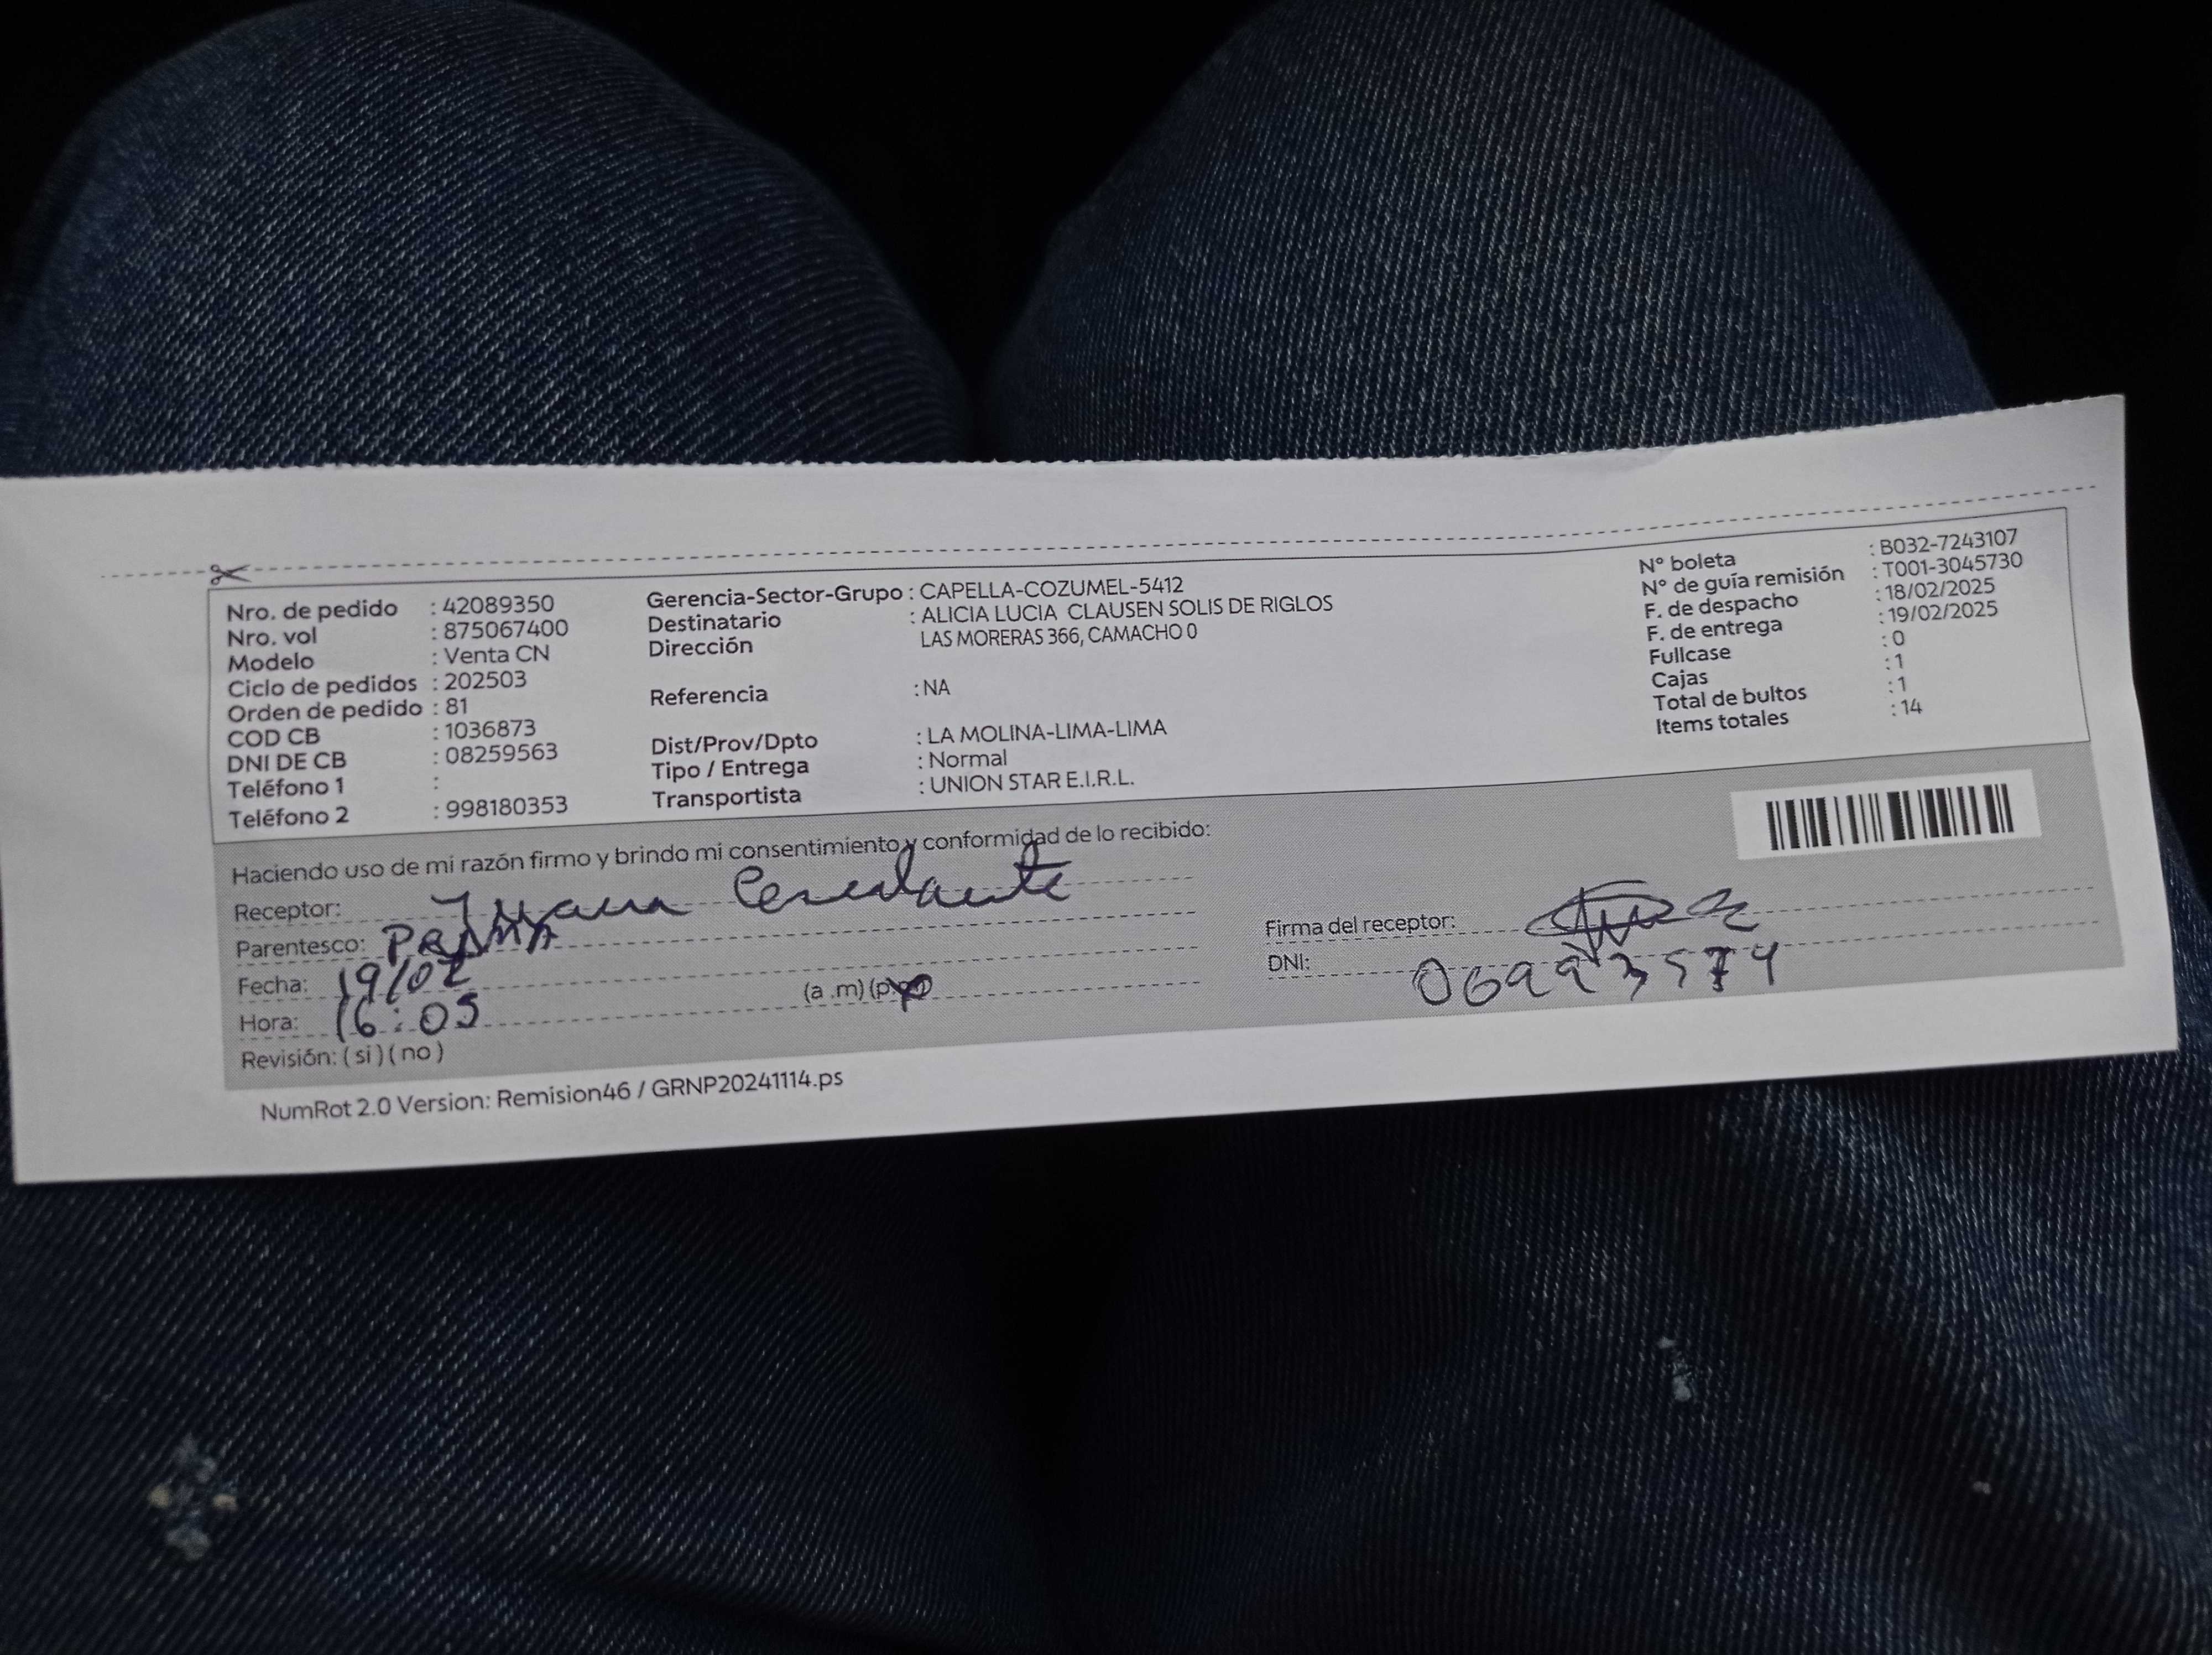 Nro. de pedido : 42089350
Nro. vol : 875067400
Modelo : Venta CN
Ciclo de pedidos : 202503
Orden de pedido : 81
COD CB : 1036873
DNI DE CB : 08259563
Teléfono 1 :
Teléfono 2 : 998180353
Gerencia-Sector-Grupo : CAPELLA-COZUMEL-5412
Destinatario : ALICIA LUCIA CLAUSEN SOLIS DE RIGLOS
Dirección LAS MORERAS 366, CAMACHO 0
Referencia : NA
Dist/Prov/Dpto : LA MOLINA-LIMA-LIMA
Tipo / Entrega : Normal
Transportista : UNION STAR E.I.R.L.
N° boleta : B032-7243107
N° de guía remisión : T001-3045730
F. de despacho : 18/02/2025
F. de entrega : 19/02/2025
Fullcase : 0
Cajas : 1
Total de bultos : 1
Items totales : 14
Haciendo uso de mi razón firmo y brindo mi consentimiento y conformidad de lo recibido:
Receptor:
Parentesco:
Fecha: 19/02
Hora: 16:05 (a .m) (p.m)
Revisión: ( si ) ( no )
Firma del receptor:
DNI:
NumRot 2.0 Version: Remision46 / GRNP20241114.ps